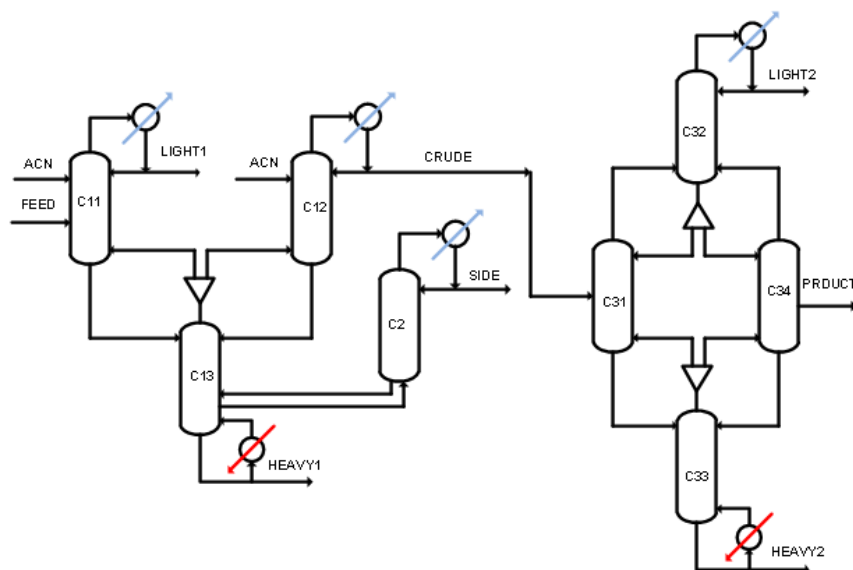 LIGHT2
C32
ACN
LIGHT1
ACN
CRUDE
FEED
C11
C12
SIDE
C31
C34
PRDUCT
C2
C13
HEAVY1
C33
HEAVY2